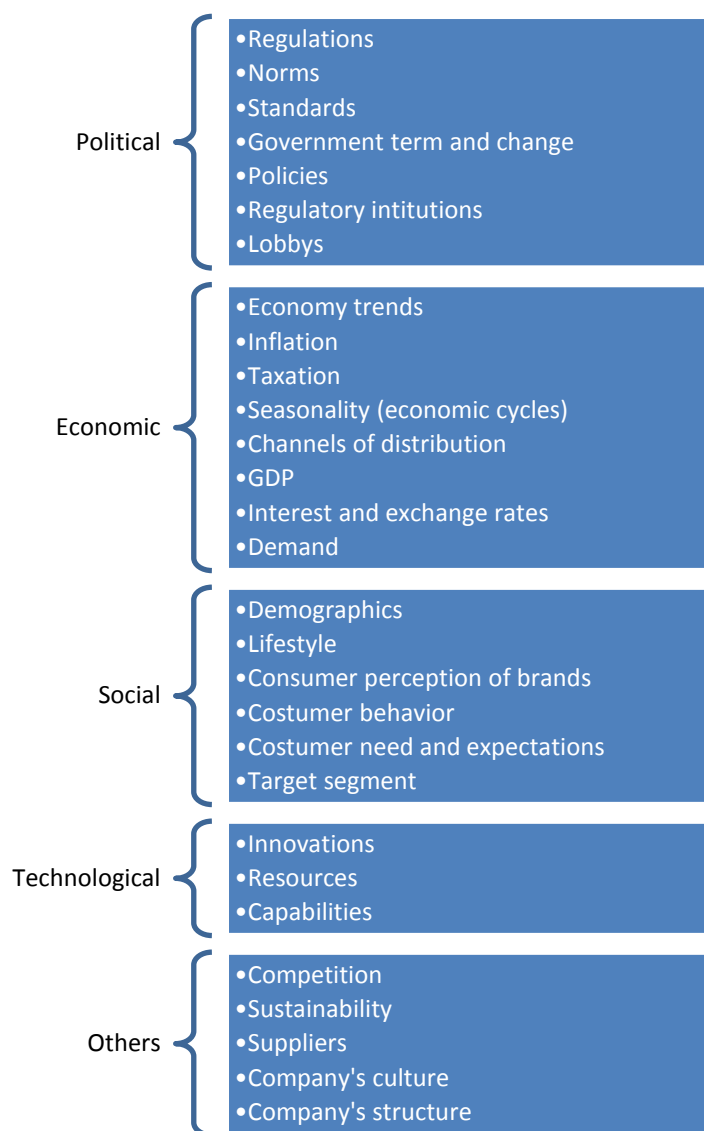 Political
•Regulations
•Norms
•Standards
•Government term and change
•Policies
•Regulatory intitutions
•Lobbys
Economic
•Economy trends
•Inflation
•Taxation
•Seasonality (economic cycles)
•Channels of distribution
•GDP
•Interest and exchange rates
•Demand
Social
•Demographics
•Lifestyle
•Consumer perception of brands
•Costumer behavior
•Costumer need and expectations
•Target segment
Technological
•Innovations
•Resources
•Capabilities
Others
•Competition
•Sustainability
•Suppliers
•Company's culture
•Company's structure